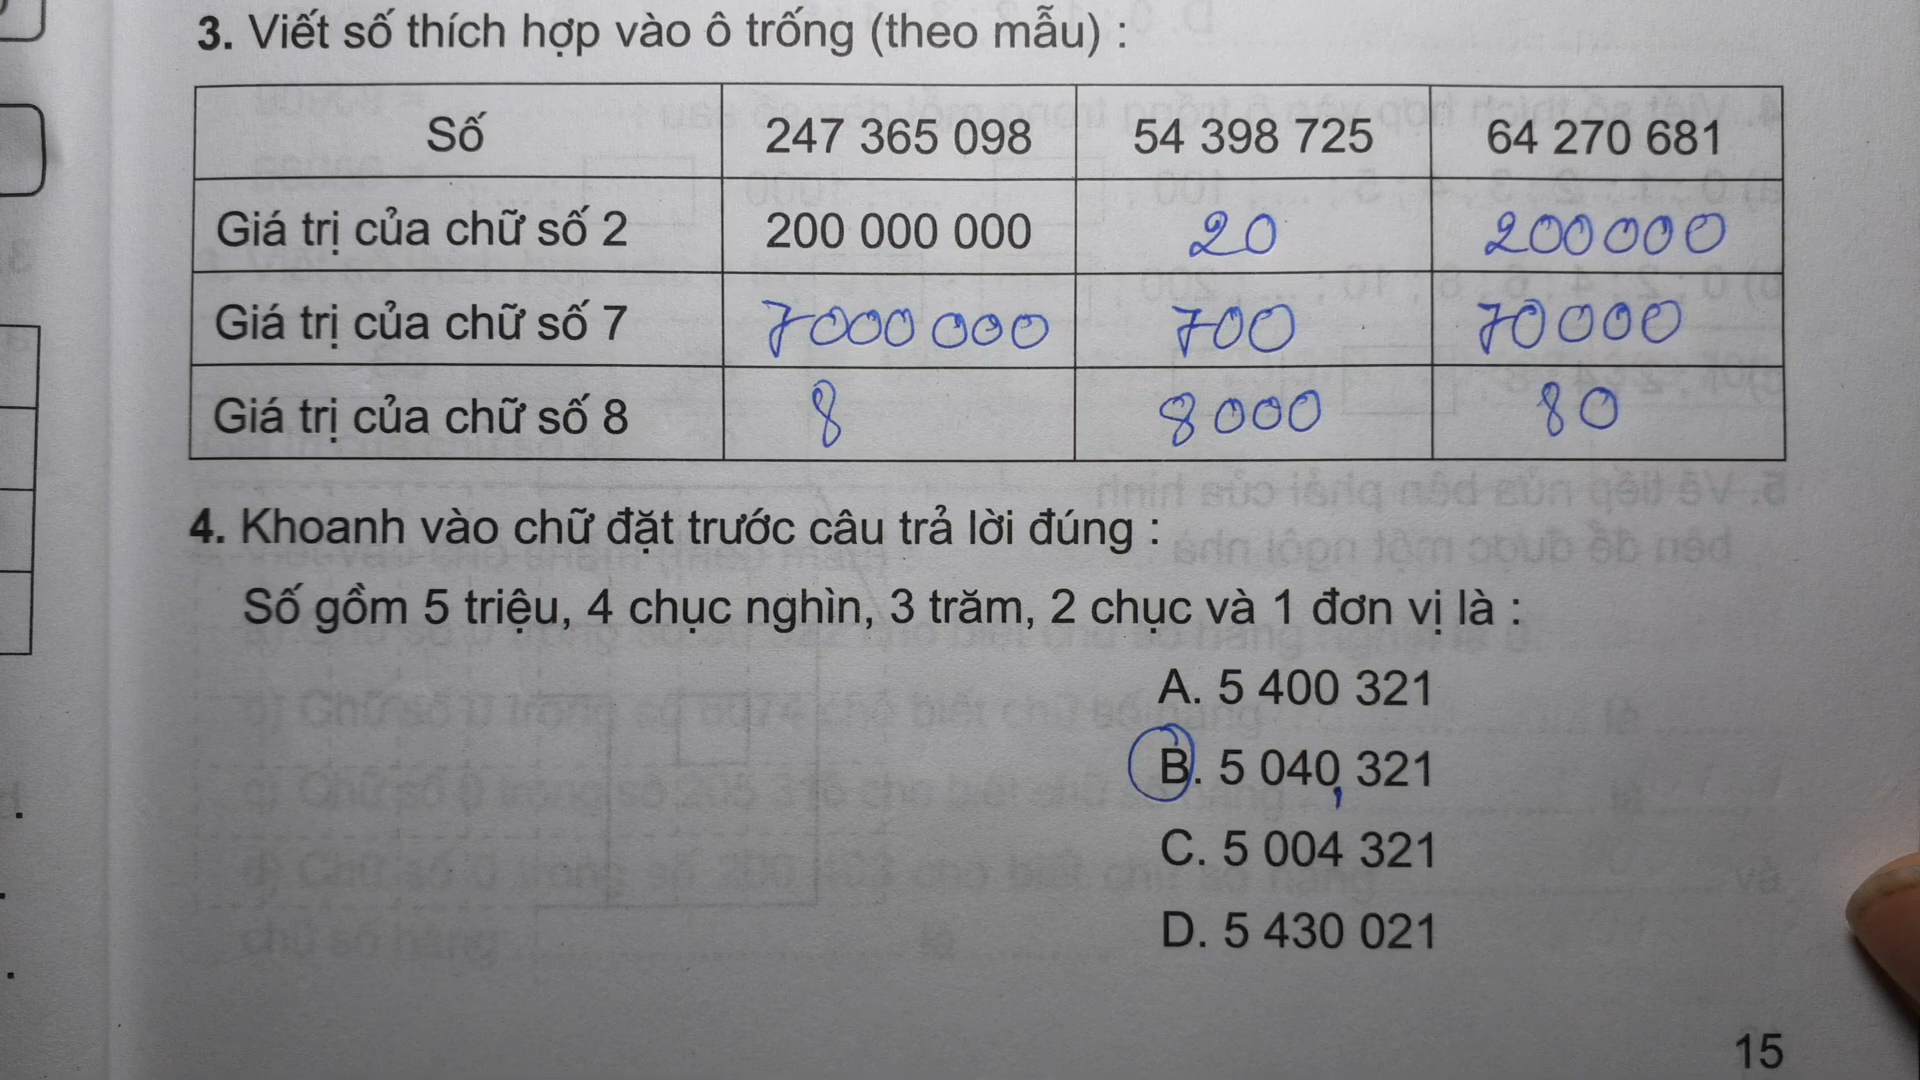 3. Viết số thích hợp vào ô trống (theo mẫu) :
Số 247 365 098 54 398 725 64 270 681
Giá trị của chữ số 2 200 000 000 20 200000
Giá trị của chữ số 7 7000 000 700 70000
Giá trị của chữ số 8 8 8000 80
4. Khoanh vào chữ đặt trước câu trả lời đúng :
Số gồm 5 triệu, 4 chục nghìn, 3 trăm, 2 chục và 1 đơn vị là :
A. 5 400 321
B. 5 040 321
C. 5 004 321
D. 5 430 021
15